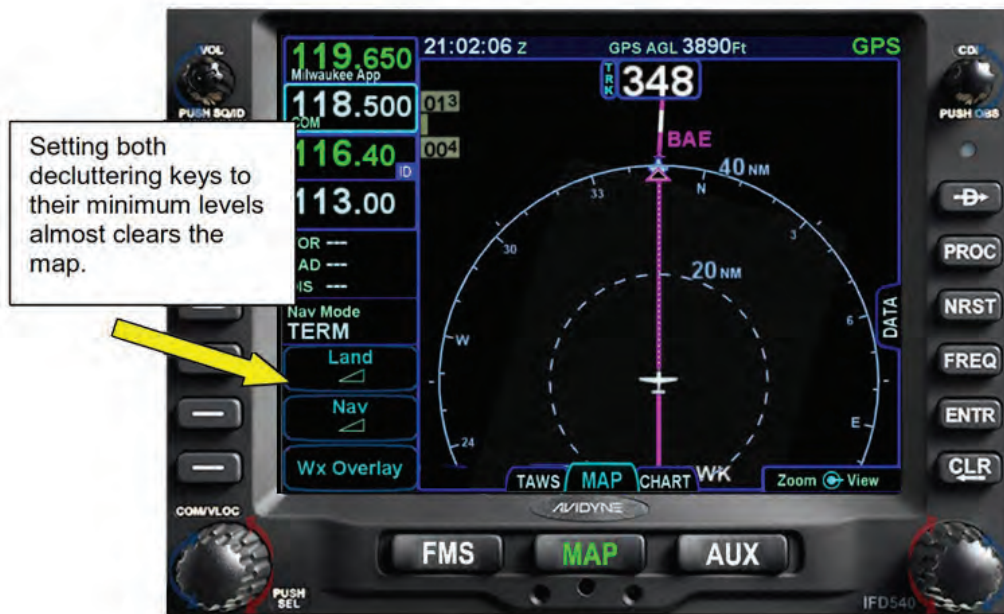 VOL
PUSH SQ/ID
119.650
Milwaukee App
118.500
COM
116.40
ID
113.00
OR ---
AD ---
IS ---
Nav Mode
TERM
Land
Nav
Wx Overlay
21:02:06 Z
GPS AGL 3890Ft
GPS
TRK
348
013
004
BAE
40 NM
20 NM
33
N
3
30
6
W
E
24
WK
DATA
TAWS
MAP
CHART
Zoom View
CDI
PUSH OBS
D
PROC
NRST
FREQ
ENTR
CLR
Setting both
decluttering keys to
their minimum levels
almost clears the
map.
COM/VLOC
PUSH
SEL
AVIDYNE
FMS
MAP
AUX
IFD540